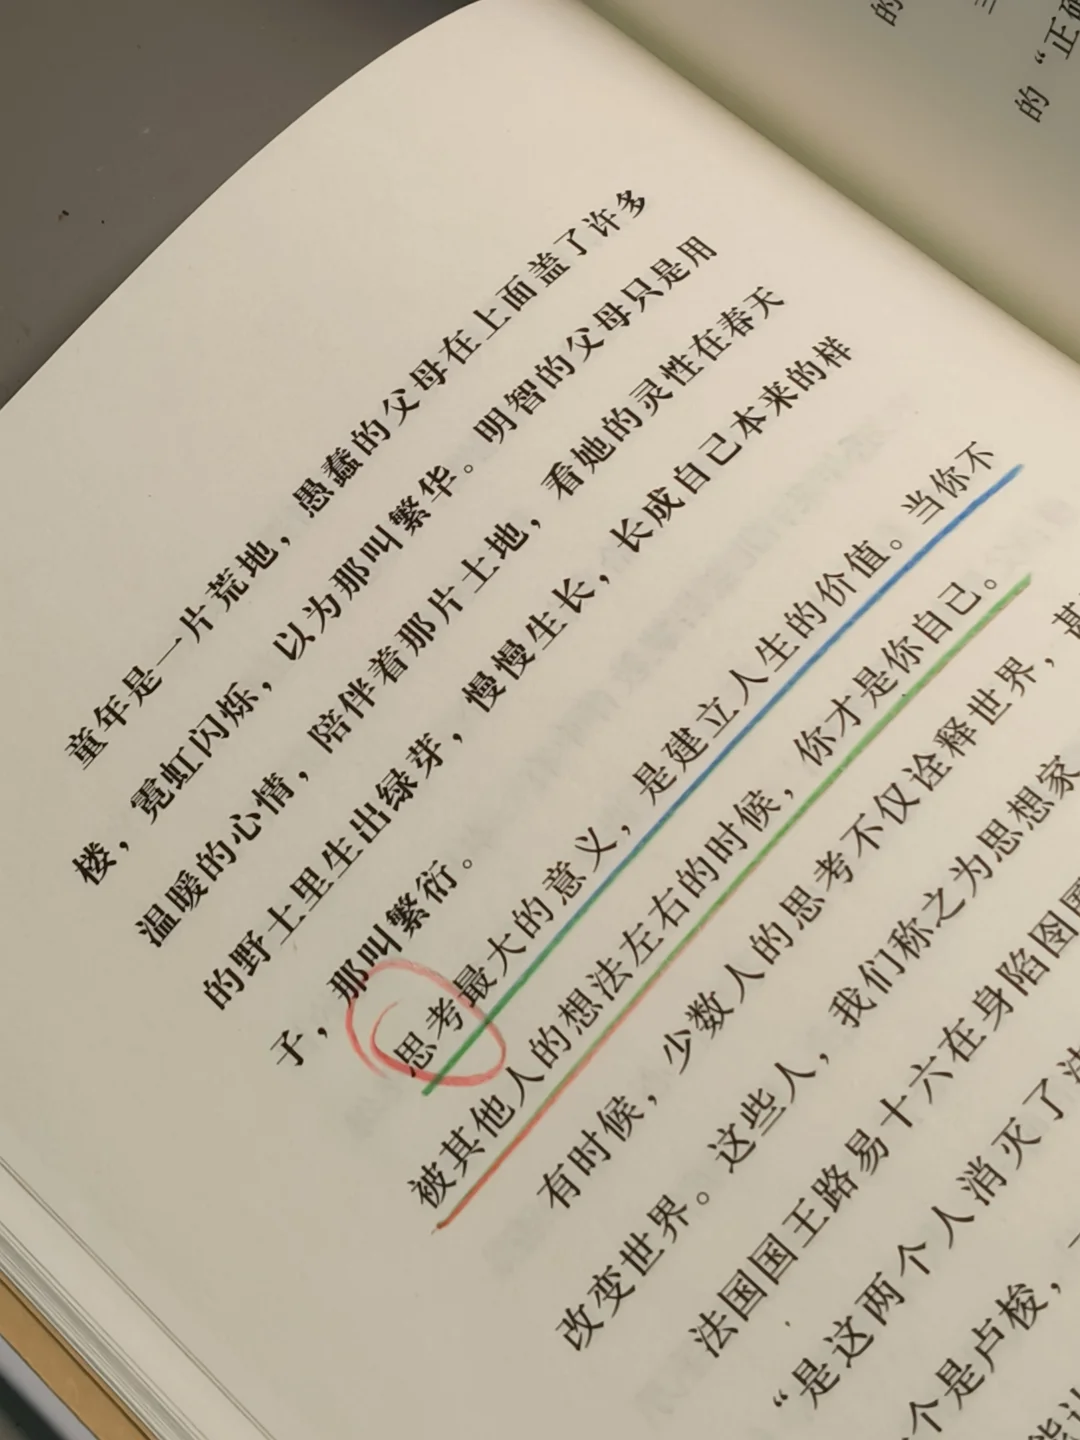 童年是一片荒地，愚蠢的父母在上面盖了许多
楼，霓虹闪烁，以为那叫繁华。明智的父母只是用
温暖的心情，陪伴着那片土地，看她的灵性在春天
的野土里生出绿芽，慢慢生长，长成自己本来的样
子，那叫繁衍。
思考最大的意义，是建立人生的价值。当你不
被其他人的想法左右的时候，你才是你自己。
有时候，少数人的思考不仅诠释世界，甚
改变世界。这些人，我们称之为思想家
法国国王路易十六在身陷囹圄
“是这两个人消灭了法
个是卢梭，
的
的“正确